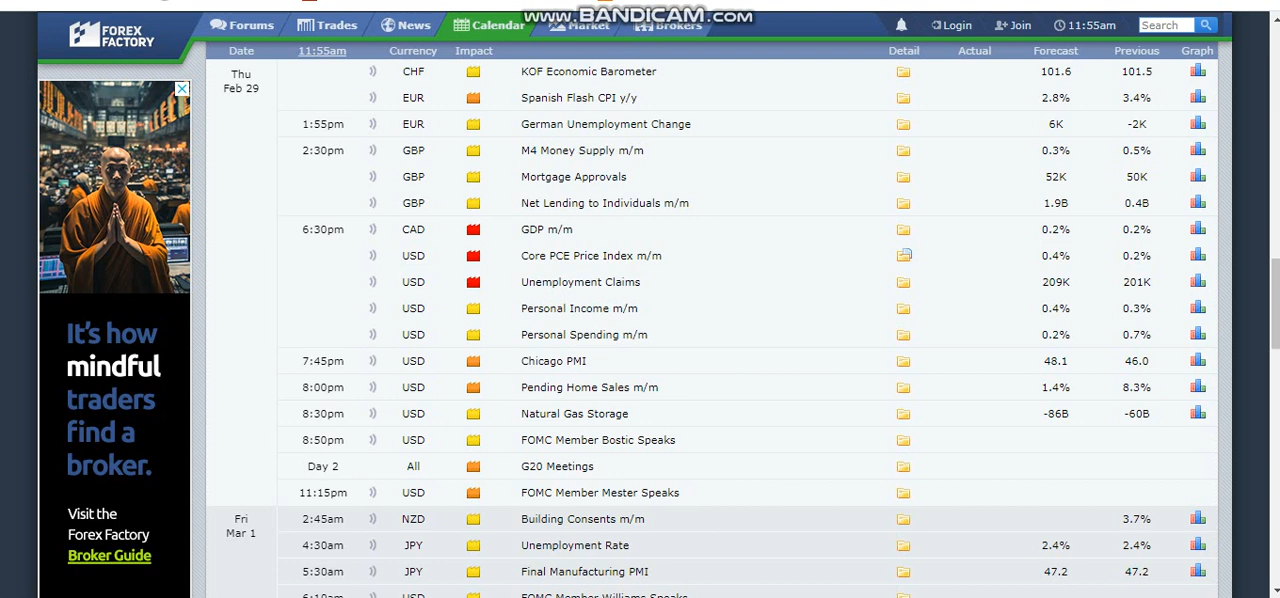 www.BANDICAM.com
FOREX FACTORY
Forums Trades News Calendar Market Brokers Login Join 11:55am Search
Date 11:55am Currency Impact Detail Actual Forecast Previous Graph
Thu Feb 29
CHF KOF Economic Barometer 101.6 101.5
EUR Spanish Flash CPI y/y 2.8% 3.4%
1:55pm EUR German Unemployment Change 6K -2K
2:30pm GBP M4 Money Supply m/m 0.3% 0.5%
GBP Mortgage Approvals 52K 50K
GBP Net Lending to Individuals m/m 1.9B 0.4B
6:30pm CAD GDP m/m 0.2% 0.2%
USD Core PCE Price Index m/m 0.4% 0.2%
USD Unemployment Claims 209K 201K
USD Personal Income m/m 0.4% 0.3%
USD Personal Spending m/m 0.2% 0.7%
7:45pm USD Chicago PMI 48.1 46.0
8:00pm USD Pending Home Sales m/m 1.4% 8.3%
8:30pm USD Natural Gas Storage -86B -60B
8:50pm USD FOMC Member Bostic Speaks
Day 2 All G20 Meetings
11:15pm USD FOMC Member Mester Speaks
Fri Mar 1
2:45am NZD Building Consents m/m 3.7%
4:30am JPY Unemployment Rate 2.4% 2.4%
5:30am JPY Final Manufacturing PMI 47.2 47.2
6:10am USD FOMC Member Williams Speaks
It's how
mindful
traders
find a
broker.
Visit the
Forex Factory
Broker Guide